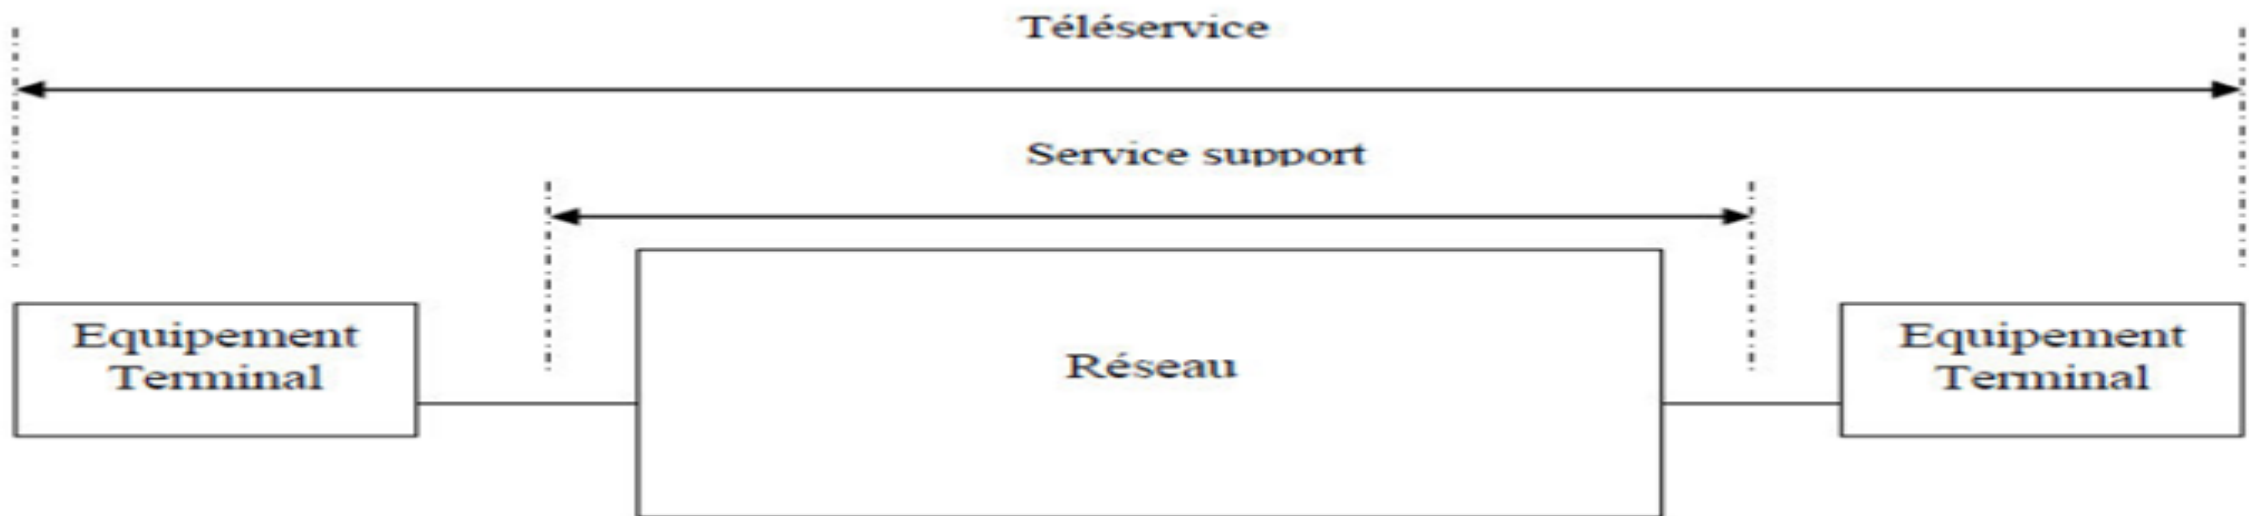 Téléservice
Service support
Equipement
Terminal
Réseau
Equipement
Terminal